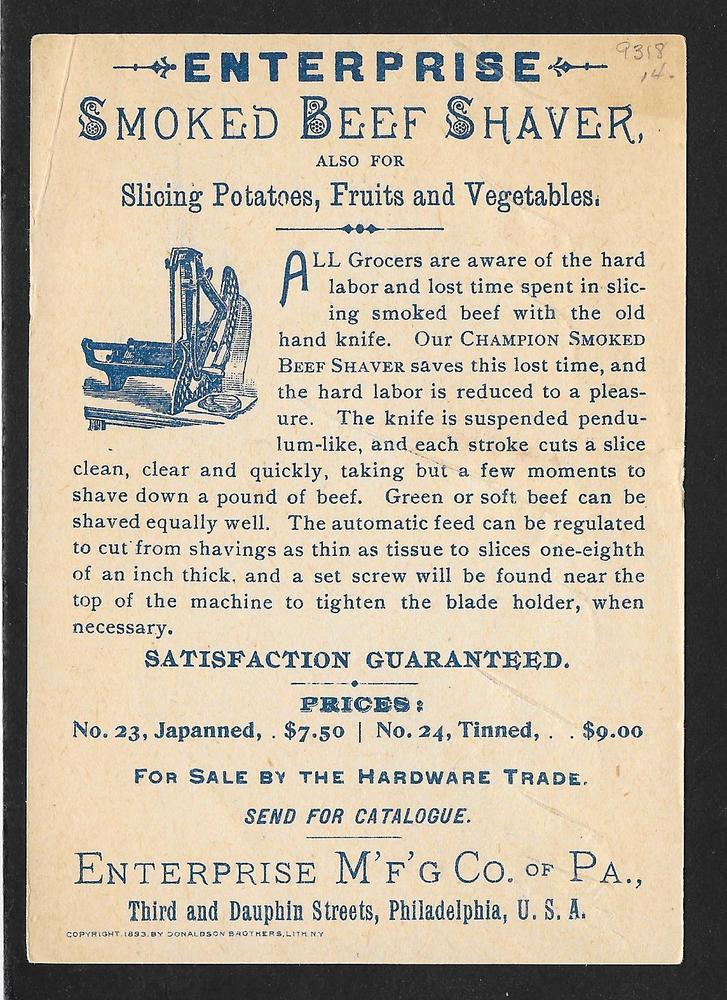 9318
14.
ENTERPRISE
SMOKED BEEF SHAVER,
ALSO FOR
Slicing Potatoes, Fruits and Vegetables.
ALL Grocers are aware of the hard
labor and lost time spent in slic-
ing smoked beef with the old
hand knife. Our CHAMPION SMOKED
BEEF SHAVER saves this lost time, and
the hard labor is reduced to a pleas-
ure. The knife is suspended pendu-
lum-like, and each stroke cuts a slice
clean, clear and quickly, taking but a few moments to
shave down a pound of beef. Green or soft beef can be
shaved equally well. The automatic feed can be regulated
to cut from shavings as thin as tissue to slices one-eighth
of an inch thick, and a set screw will be found near the
top of the machine to tighten the blade holder, when
necessary.
SATISFACTION GUARANTEED.
PRICES:
No. 23, Japanned, . $7.50 | No. 24, Tinned, . . $9.00
FOR SALE BY THE HARDWARE TRADE.
SEND FOR CATALOGUE.
ENTERPRISE M'F'G CO. OF PA.,
Third and Dauphin Streets, Philadelphia, U. S. A.
COPYRIGHT. 1893. BY DONALDSON BROTHERS, LITH. N.Y